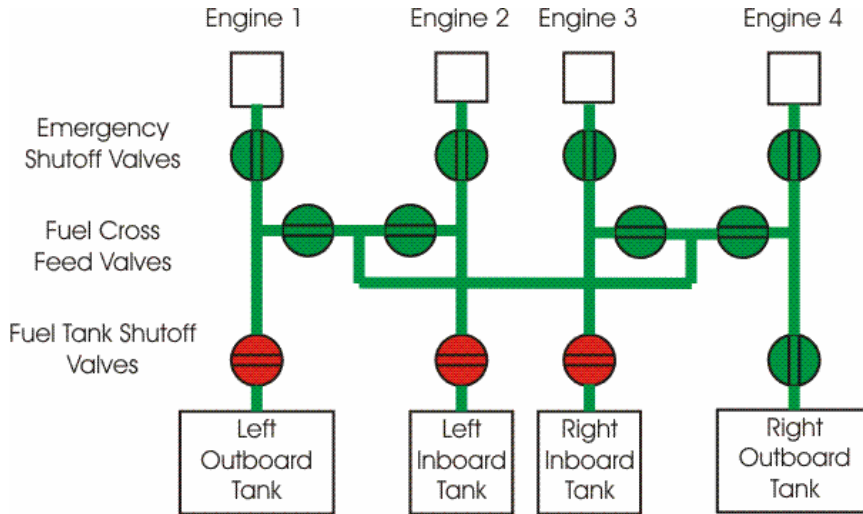 Engine 1
Engine 2
Engine 3
Engine 4
Emergency
Shutoff Valves
Fuel Cross
Feed Valves
Fuel Tank Shutoff
Valves
Left
Outboard
Tank
Left
Inboard
Tank
Right
Inboard
Tank
Right
Outboard
Tank